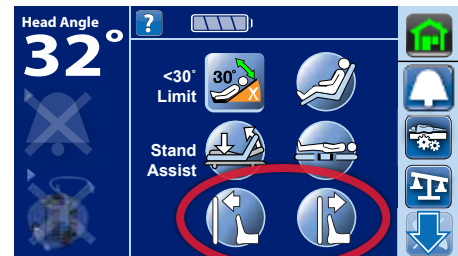 Head Angle
32°
?
<30°
Limit
30°
X
Stand
Assist